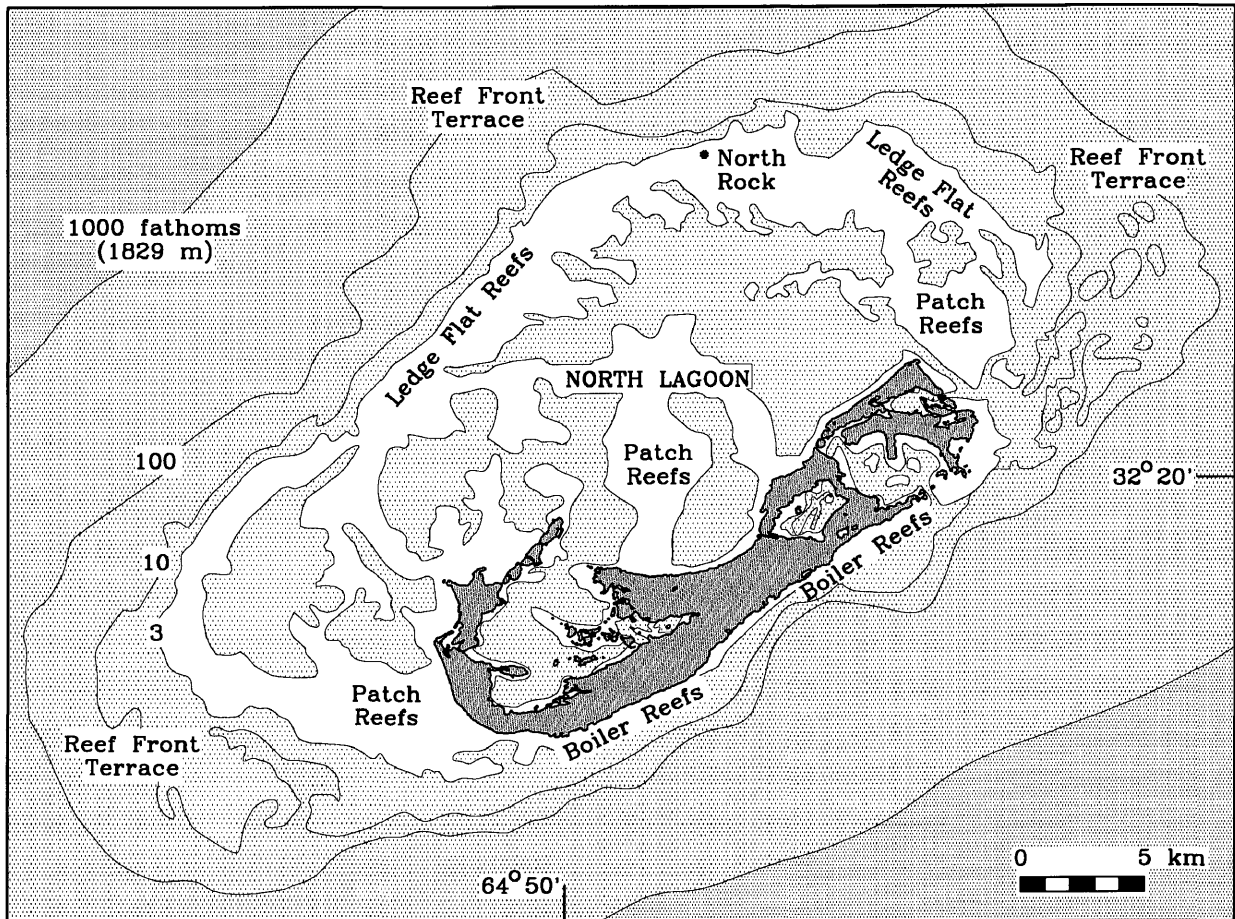 Reef Front
Terrace
North
Rock
Ledge Flat
Reefs
Reef Front
Terrace
1000 fathoms
(1829 m)
Ledge Flat Reefs
Patch
Reefs
NORTH LAGOON
100
Patch
Reefs
32° 20'
10
Boiler Reefs
3
Patch
Reefs
Boiler Reefs
Reef Front
Terrace
0 5 km
64° 50'